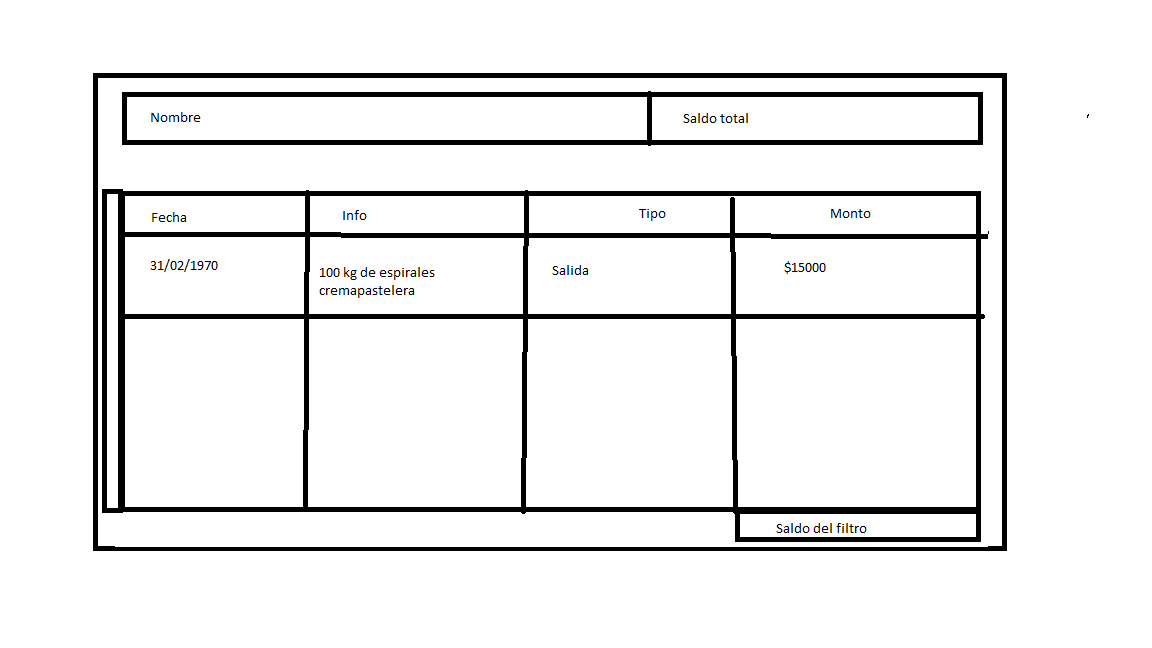 Nombre
Saldo total
Fecha
Info
Tipo
Monto
31/02/1970
100 kg de espirales
cremapastelera
Salida
$15000
Saldo del filtro